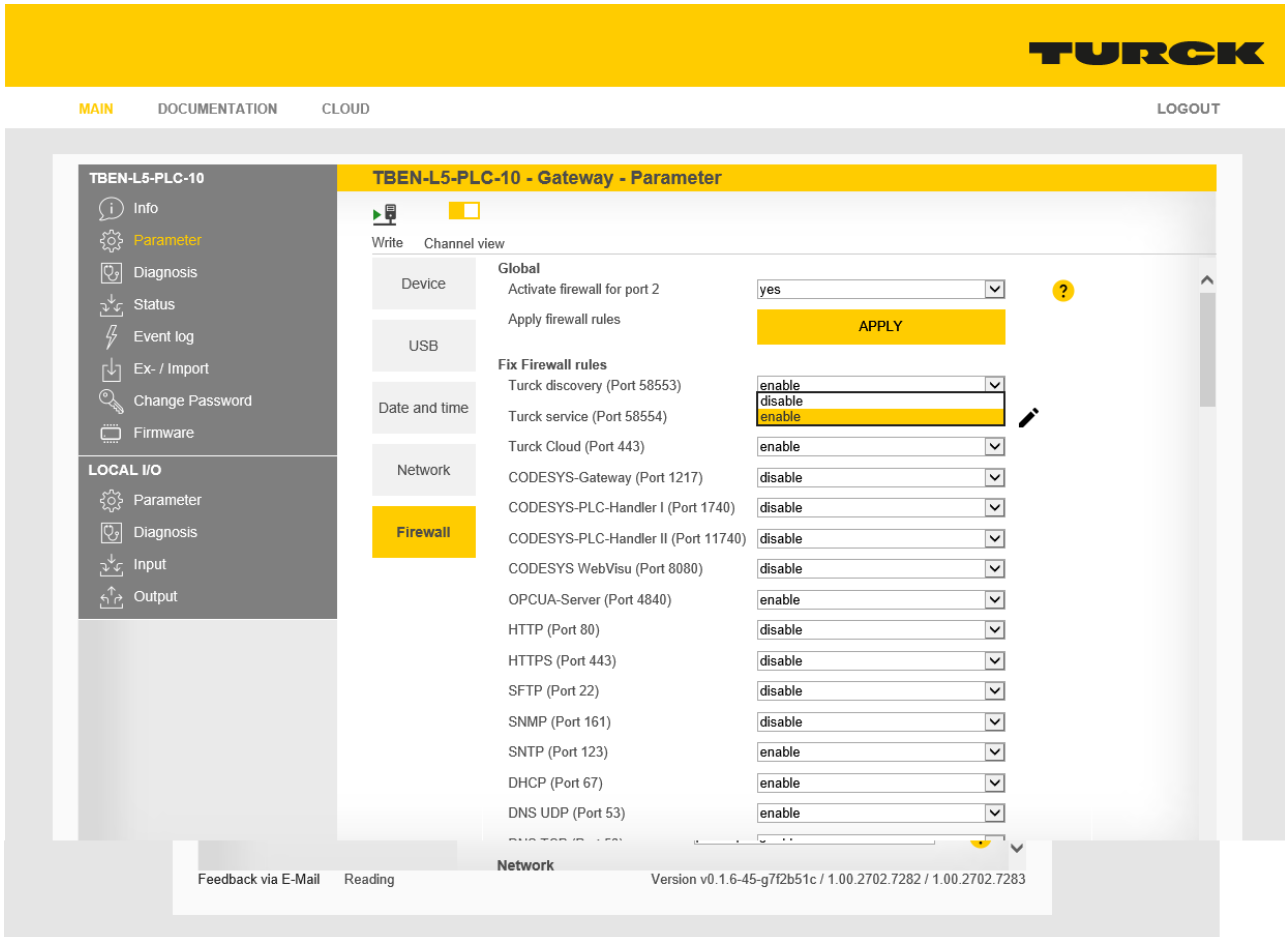 TURCK
MAIN DOCUMENTATION CLOUD LOGOUT
TBEN-L5-PLC-10
Info
Parameter
Diagnosis
Status
Event log
Ex- / Import
Change Password
Firmware
LOCAL I/O
Parameter
Diagnosis
Input
Output
TBEN-L5-PLC-10 - Gateway - Parameter
Write Channel view
Device
USB
Date and time
Network
Firewall
Global
Activate firewall for port 2 yes ?
Apply firewall rules APPLY
Fix Firewall rules
Turck discovery (Port 58553) enable
disable
Turck service (Port 58554) enable
Turck Cloud (Port 443) enable
CODESYS-Gateway (Port 1217) disable
CODESYS-PLC-Handler I (Port 1740) disable
CODESYS-PLC-Handler II (Port 11740) disable
CODESYS WebVisu (Port 8080) disable
OPCUA-Server (Port 4840) enable
HTTP (Port 80) disable
HTTPS (Port 443) disable
SFTP (Port 22) disable
SNMP (Port 161) disable
SNTP (Port 123) enable
DHCP (Port 67) enable
DNS UDP (Port 53) enable
Network
Feedback via E-Mail Reading Version v0.1.6-45-g7f2b51c / 1.00.2702.7282 / 1.00.2702.7283